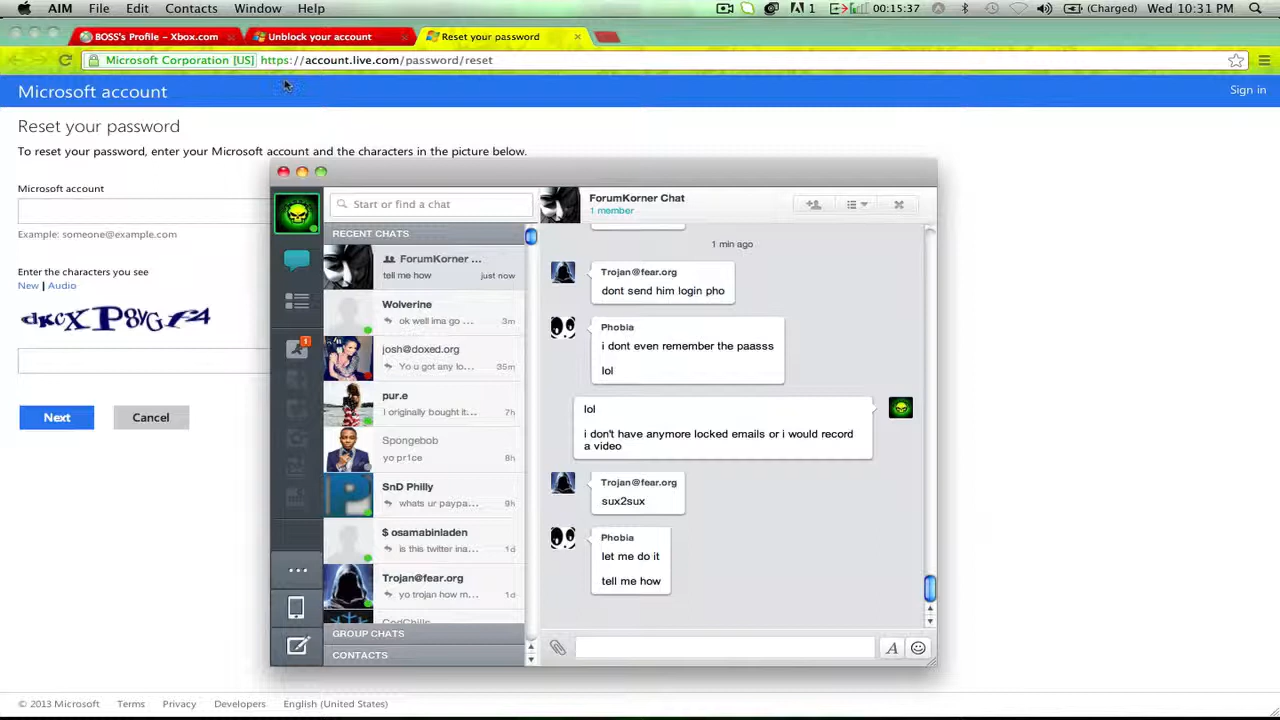 AIM File Edit Contacts Window Help 1 00:15:37 (Charged) Wed 10:31 PM
BOSS's Profile – Xbox.com Unblock your account Reset your password
Microsoft Corporation [US] https://account.live.com/password/reset
Microsoft account Sign in
Reset your password
To reset your password, enter your Microsoft account and the characters in the picture below.
Microsoft account
Example: someone@example.com
Enter the characters you see
New | Audio
Next Cancel
Start or find a chat
RECENT CHATS
ForumKorner ...
tell me how just now
Wolverine
ok well ima go ... 3m
josh@doxed.org
Yo u got any lo... 35m
pur.e
I originally bought it... 7h
Spongebob
yo pr1ce 8h
SnD Philly
whats ur paypa... 9h
$ osamabinladen
is this twitter ina... 1d
Trojan@fear.org
yo trojan how m... 1d
CodChills
GROUP CHATS
CONTACTS
1
ForumKorner Chat
1 member
1 min ago
Trojan@fear.org
dont send him login pho
Phobia
i dont even remember the paasss
lol
lol
i don't have anymore locked emails or i would record
a video
Trojan@fear.org
sux2sux
Phobia
let me do it
tell me how
A
© 2013 Microsoft Terms Privacy Developers English (United States)